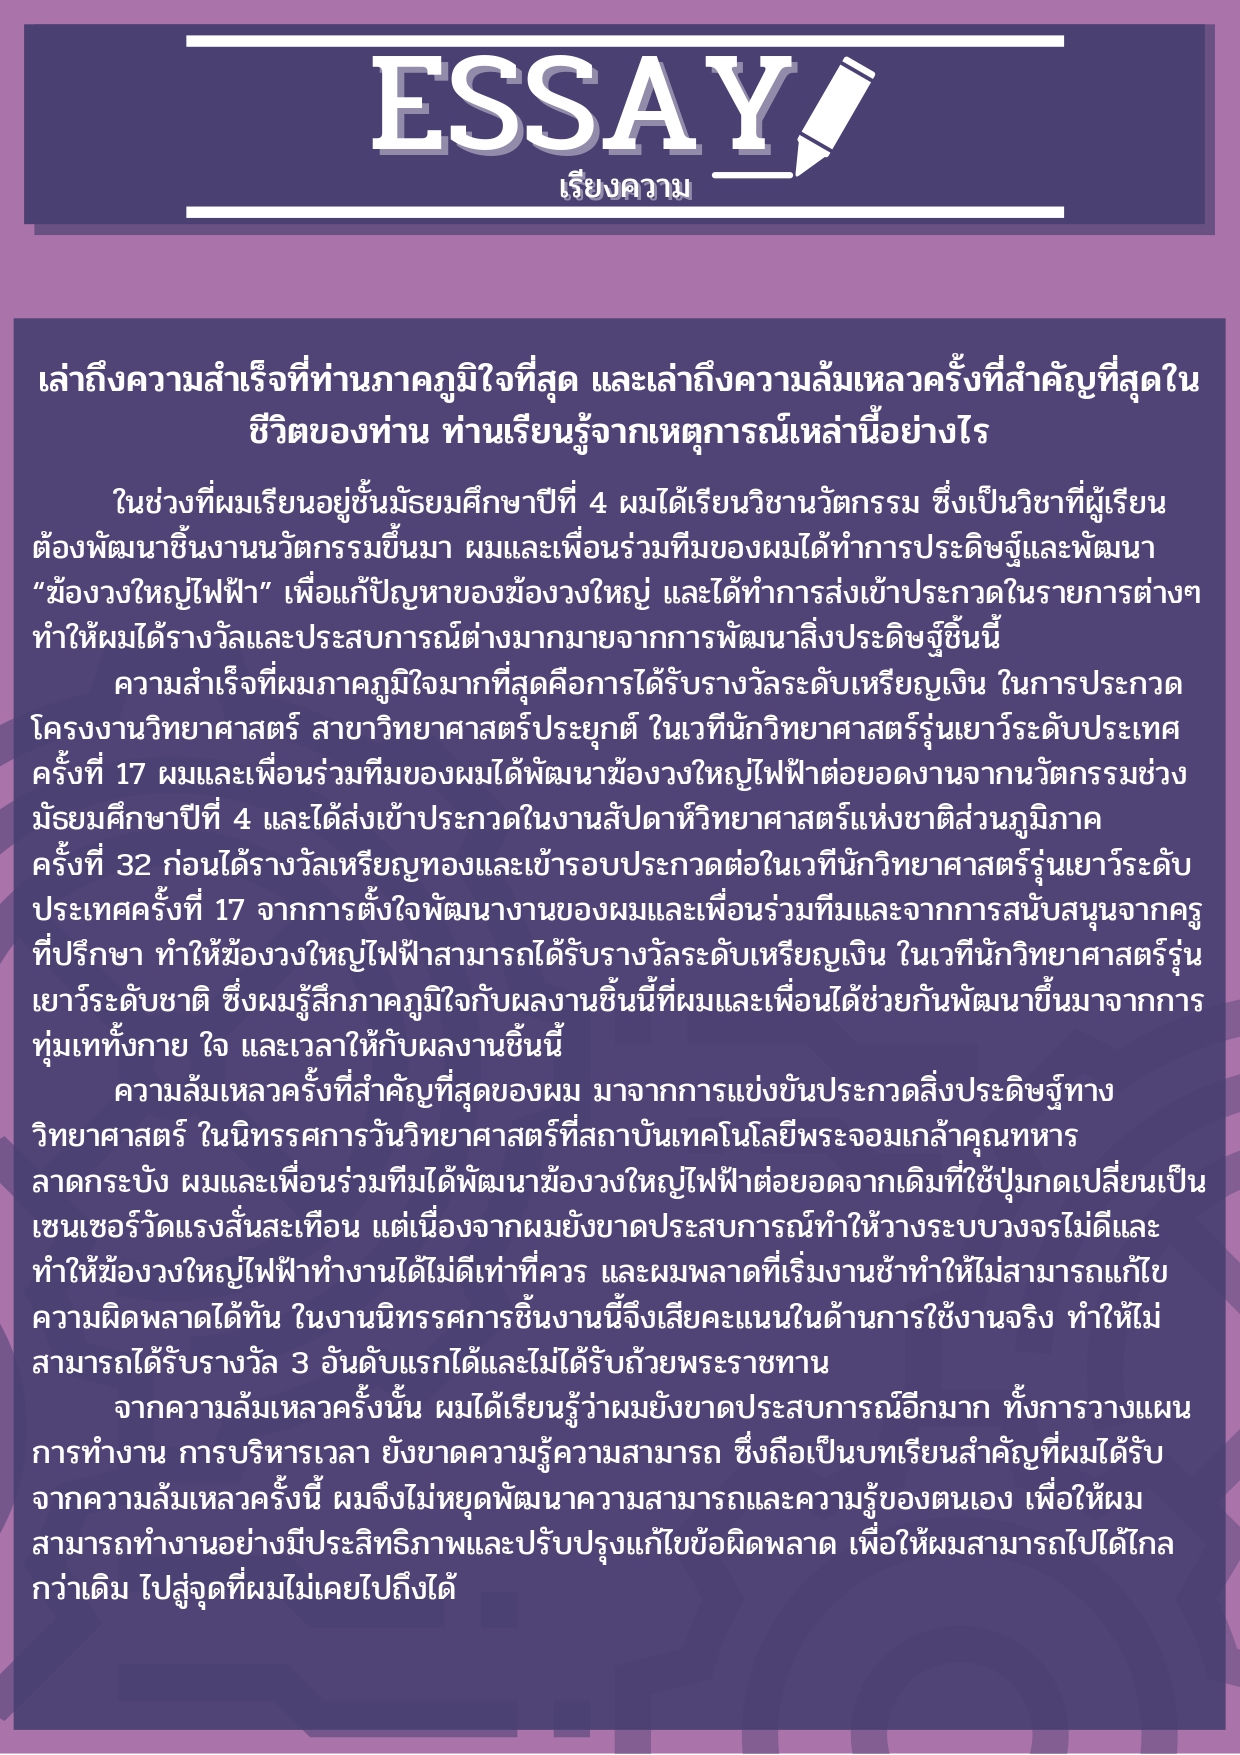 ESSAY
เรียงความ
เล่าถึงความสำเร็จที่ท่านภาคภูมิใจที่สุด และเล่าถึงความล้มเหลวครั้งที่สำคัญที่สุดใน
ชีวิตของท่าน ท่านเรียนรู้จากเหตุการณ์เหล่านี้อย่างไร
ในช่วงที่ผมเรียนอยู่ชั้นมัธยมศึกษาปีที่ 4 ผมได้เรียนวิชานวัตกรรม ซึ่งเป็นวิชาที่ผู้เรียน
ต้องพัฒนาชิ้นงานนวัตกรรมขึ้นมา ผมและเพื่อนร่วมทีมของผมได้ทำการประดิษฐ์และพัฒนา
“ฆ้องวงใหญ่ไฟฟ้า” เพื่อแก้ปัญหาของฆ้องวงใหญ่ และได้ทำการส่งเข้าประกวดในรายการต่างๆ
ทำให้ผมได้รางวัลและประสบการณ์ต่างมากมายจากการพัฒนาสิ่งประดิษฐ์ชิ้นนี้
ความสำเร็จที่ผมภาคภูมิใจมากที่สุดคือการได้รับรางวัลระดับเหรียญเงิน ในการประกวด
โครงงานวิทยาศาสตร์ สาขาวิทยาศาสตร์ประยุกต์ ในเวทีนักวิทยาศาสตร์รุ่นเยาว์ระดับประเทศ
ครั้งที่ 17 ผมและเพื่อนร่วมทีมของผมได้พัฒนาฆ้องวงใหญ่ไฟฟ้าต่อยอดงานจากนวัตกรรมช่วง
มัธยมศึกษาปีที่ 4 และได้ส่งเข้าประกวดในงานสัปดาห์วิทยาศาสตร์แห่งชาติส่วนภูมิภาค
ครั้งที่ 32 ก่อนได้รางวัลเหรียญทองและเข้ารอบประกวดต่อในเวทีนักวิทยาศาสตร์รุ่นเยาว์ระดับ
ประเทศครั้งที่ 17 จากการตั้งใจพัฒนางานของผมและเพื่อนร่วมทีมและจากการสนับสนุนจากครู
ที่ปรึกษา ทำให้ฆ้องวงใหญ่ไฟฟ้าสามารถได้รับรางวัลระดับเหรียญเงิน ในเวทีนักวิทยาศาสตร์รุ่น
เยาว์ระดับชาติ ซึ่งผมรู้สึกภาคภูมิใจกับผลงานชิ้นนี้ที่ผมและเพื่อนได้ช่วยกันพัฒนาขึ้นมาจากการ
ทุ่มเททั้งกาย ใจ และเวลาให้กับผลงานชิ้นนี้
ความล้มเหลวครั้งที่สำคัญที่สุดของผม มาจากการแข่งขันประกวดสิ่งประดิษฐ์ทาง
วิทยาศาสตร์ ในนิทรรศการวันวิทยาศาสตร์ที่สถาบันเทคโนโลยีพระจอมเกล้าคุณทหาร
ลาดกระบัง ผมและเพื่อนร่วมทีมได้พัฒนาฆ้องวงใหญ่ไฟฟ้าต่อยอดจากเดิมที่ใช้ปุ่มกดเปลี่ยนเป็น
เซนเซอร์วัดแรงสั่นสะเทือน แต่เนื่องจากผมยังขาดประสบการณ์ทำให้วางระบบวงจรไม่ดีและ
ทำให้ฆ้องวงใหญ่ไฟฟ้าทำงานได้ไม่ดีเท่าที่ควร และผมพลาดที่เริ่มงานช้าทำให้ไม่สามารถแก้ไข
ความผิดพลาดได้ทัน ในงานนิทรรศการชิ้นงานนี้จึงเสียคะแนนในด้านการใช้งานจริง ทำให้ไม่
สามารถได้รับรางวัล 3 อันดับแรกได้และไม่ได้รับถ้วยพระราชทาน
จากความล้มเหลวครั้งนั้น ผมได้เรียนรู้ว่าผมยังขาดประสบการณ์อีกมาก ทั้งการวางแผน
การทำงาน การบริหารเวลา ยังขาดความรู้ความสามารถ ซึ่งถือเป็นบทเรียนสำคัญที่ผมได้รับ
จากความล้มเหลวครั้งนี้ ผมจึงไม่หยุดพัฒนาความสามารถและความรู้ของตนเอง เพื่อให้ผม
สามารถทำงานอย่างมีประสิทธิภาพและปรับปรุงแก้ไขข้อผิดพลาด เพื่อให้ผมสามารถไปได้ไกล
กว่าเดิม ไปสู่จุดที่ผมไม่เคยไปถึงได้